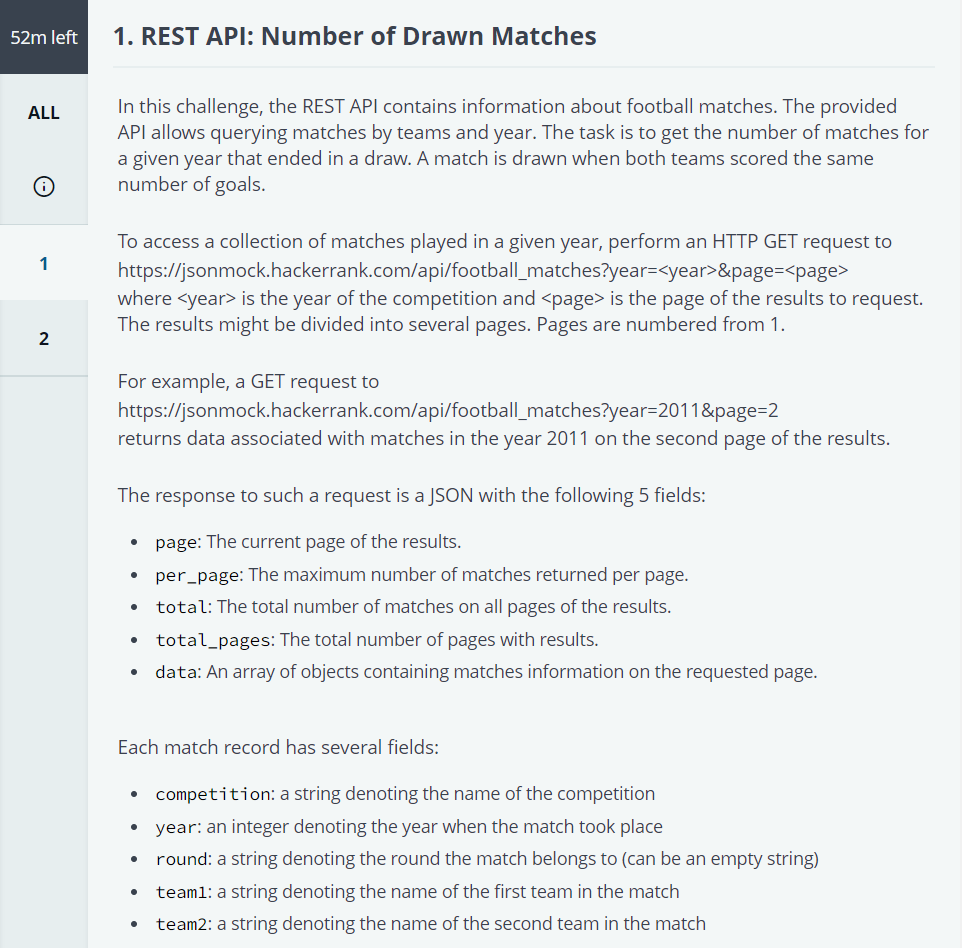 52m left
ALL
1
2
1. REST API: Number of Drawn Matches
In this challenge, the REST API contains information about football matches. The provided
API allows querying matches by teams and year. The task is to get the number of matches for
a given year that ended in a draw. A match is drawn when both teams scored the same
number of goals.
To access a collection of matches played in a given year, perform an HTTP GET request to
https://jsonmock.hackerrank.com/api/football_matches?year=<year>&page=<page>
where <year> is the year of the competition and <page> is the page of the results to request.
The results might be divided into several pages. Pages are numbered from 1.
For example, a GET request to
https://jsonmock.hackerrank.com/api/football_matches?year=2011&page=2
returns data associated with matches in the year 2011 on the second page of the results.
The response to such a request is a JSON with the following 5 fields:
• page: The current page of the results.
• per_page: The maximum number of matches returned per page.
• total: The total number of matches on all pages of the results.
• total_pages: The total number of pages with results.
• data: An array of objects containing matches information on the requested page.
Each match record has several fields:
• competition: a string denoting the name of the competition
• year: an integer denoting the year when the match took place
• round: a string denoting the round the match belongs to (can be an empty string)
• team1: a string denoting the name of the first team in the match
• team2: a string denoting the name of the second team in the match